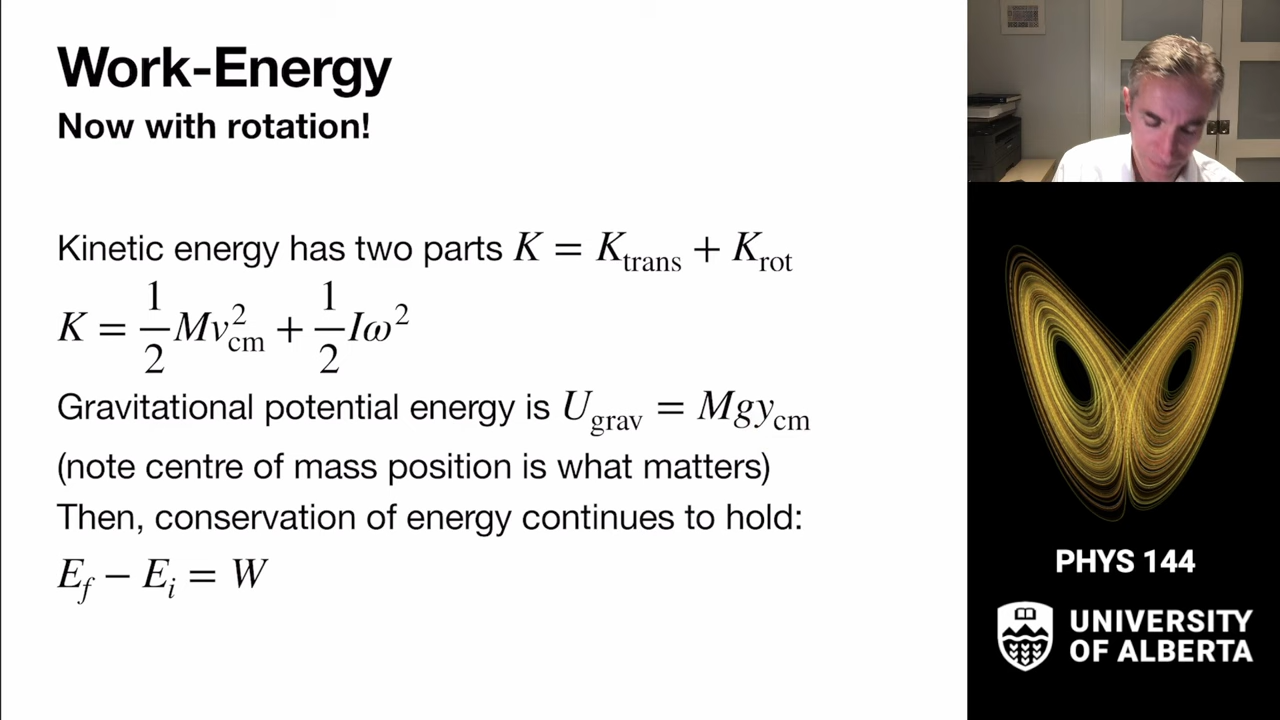 Work-Energy
Now with rotation!
Kinetic energy has two parts K = K_trans + K_rot
K = 1/2 Mv_cm^2 + 1/2 Iω^2
Gravitational potential energy is U_grav = Mgy_cm
(note centre of mass position is what matters)
Then, conservation of energy continues to hold:
E_f − E_i = W
PHYS 144
UNIVERSITY
OF ALBERTA